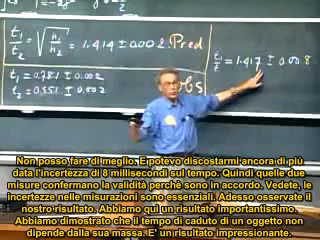 t₁/t₂ = √(h₁/h₂) = 1.414 ± 0.002 Pred
t₁/t = 1.417 ± 0.008
Obs
t₁ = 0.781 ± 0.002
t₂ = 0.551 ± 0.002
Non posso fare di meglio. E potevo discostarmi ancora di più
data l'incertezza di 8 millisecondi sul tempo. Quindi quelle due
misure confermano la validità perchè sono in accordo. Vedete, le
incertezze nelle misurazioni sono essenziali. Adesso osservate il
nostro risultato. Abbiamo qui un risultato importantissimo.
Abbiamo dimostrato che il tempo di caduto di un oggetto non
dipende dalla sua massa. E' un risultato impressionante.